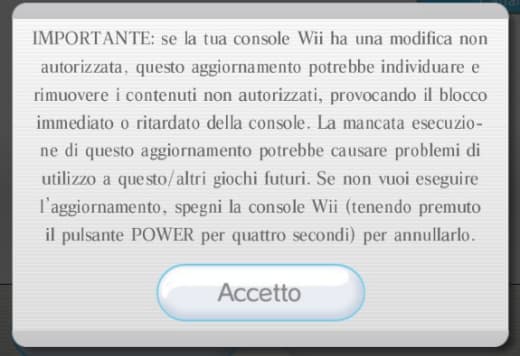 IMPORTANTE: se la tua console Wii ha una modifica non
autorizzata, questo aggiornamento potrebbe individuare e
rimuovere i contenuti non autorizzati, provocando il blocco
immediato o ritardato della console. La mancata esecuzio-
ne di questo aggiornamento potrebbe causare problemi di
utilizzo a questo/altri giochi futuri. Se non vuoi eseguire
l'aggiornamento, spegni la console Wii (tenendo premuto
il pulsante POWER per quattro secondi) per annullarlo.
Accetto